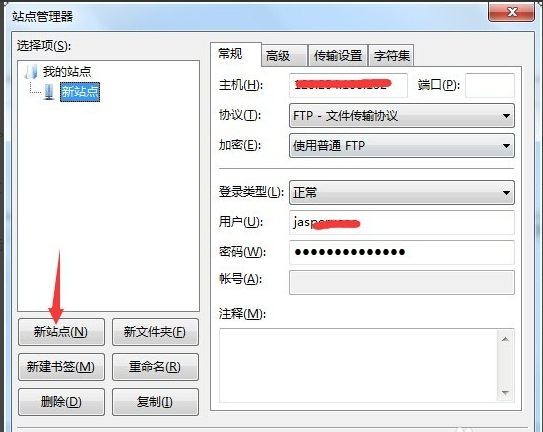 站点管理器
选择项(S):
我的站点
新站点
新站点(N)
新文件夹(F)
新建书签(M)
重命名(R)
删除(D)
复制(I)
常规
高级
传输设置
字符集
主机(H):
端口(P):
协议(T):
FTP - 文件传输协议
加密(E):
使用普通 FTP
登录类型(L):
正常
用户(U):
密码(W):
●●●●●●●●●●●●●●
帐号(A):
注释(M):